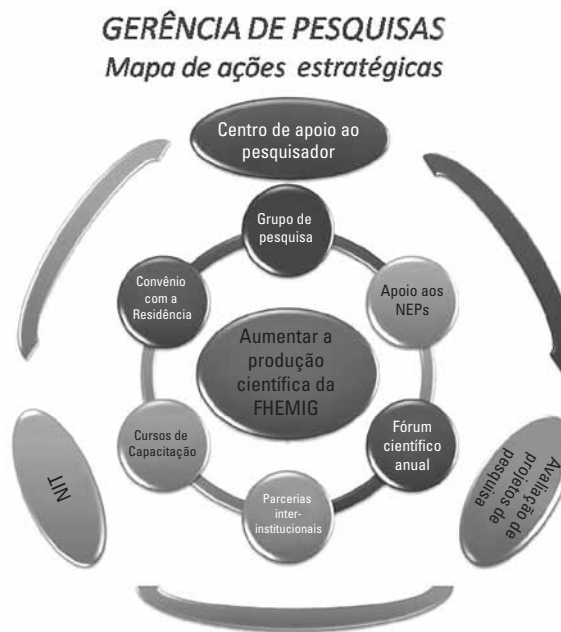 GERÊNCIA DE PESQUISAS
Mapa de ações estratégicas
Centro de apoio ao
pesquisador
Grupo de
pesquisa
Convênio
com a
Residência
Apoio aos
NEPs
Aumentar a
produção
científica da
FHEMIG
Cursos de
Capacitação
Fórum
científico
anual
Parcerias
inter-
institucionais
NIT
Avaliação de
projetos de
pesquisa